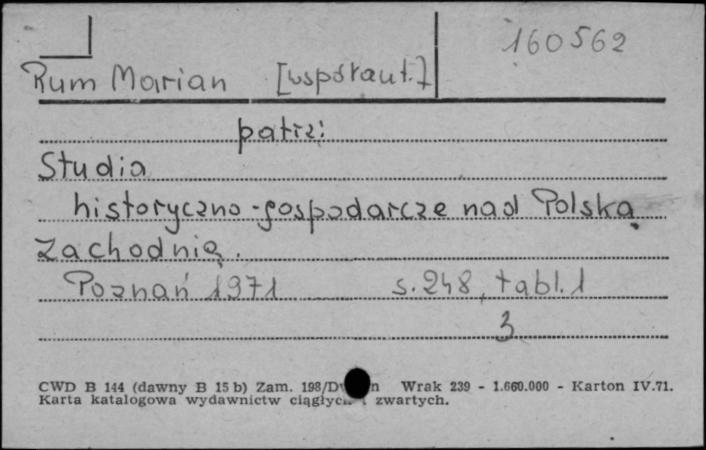 160562
Rum Marian [współaut.]
patrz:
Studia
historyczno-gospodarcze nad Polską
Zachodnią.
Poznań 1971 s. 248, tabl. 1
3
CWD B 144 (dawny B 15 b) Zam. 198/D Wrak 239 - 1.660.000 - Karton IV.71.
Karta katalogowa wydawnictw ciągłyc zwartych.